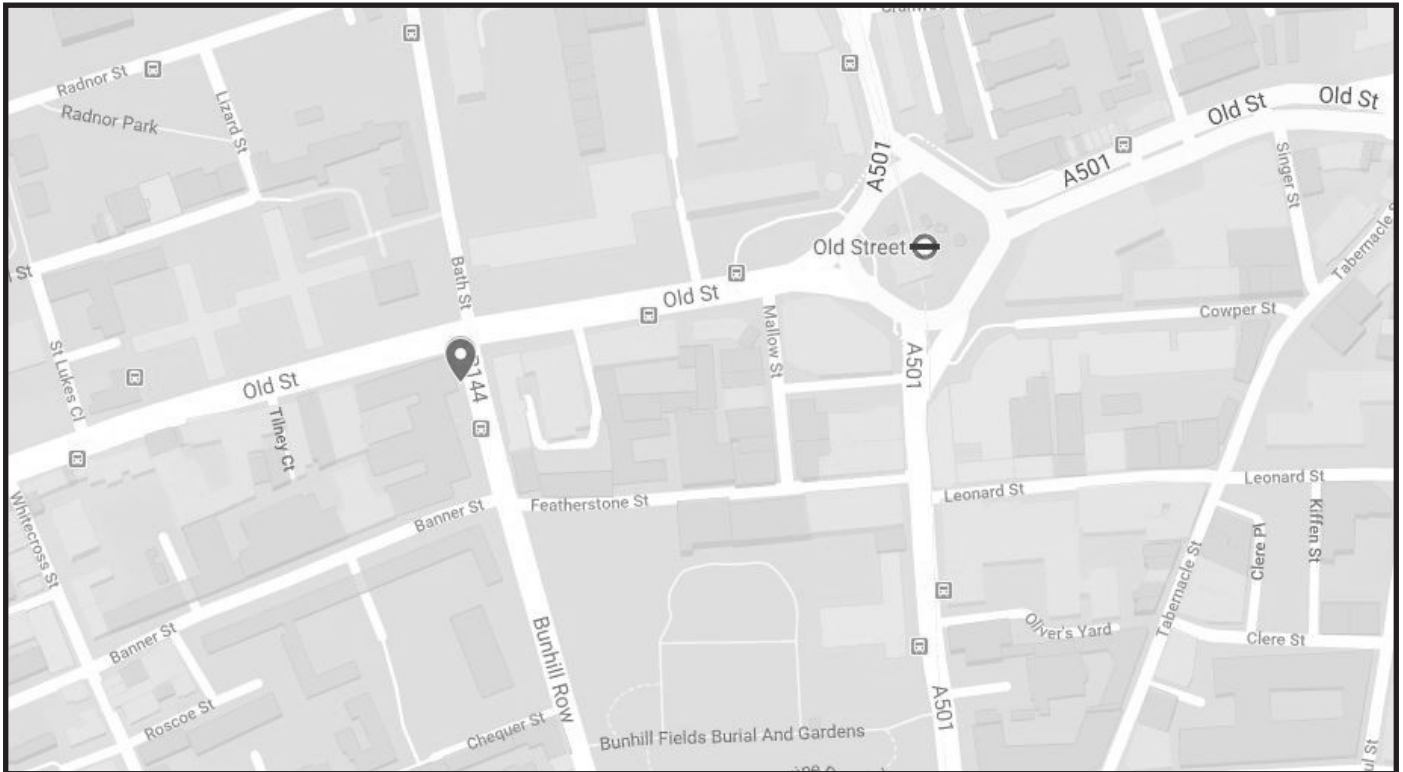 Radnor St
Radnor Park
Lizard St
A501
Old St
Old St
A501
Singer St
Tabernacle
Old Street
St
Bath St
Old St
Mallow St
Cowper St
St Lukes Cl
Old St
Tilney Ct
A501
Whitecross St
Banner St
Featherstone St
Leonard St
Leonard St
Kiffen St
Clere Pl
Tabernacle St
Banner St
Roscoe St
Bunhill Row
Chequer St
Oliver's Yard
Clere St
A501
Bunhill Fields Burial And Gardens